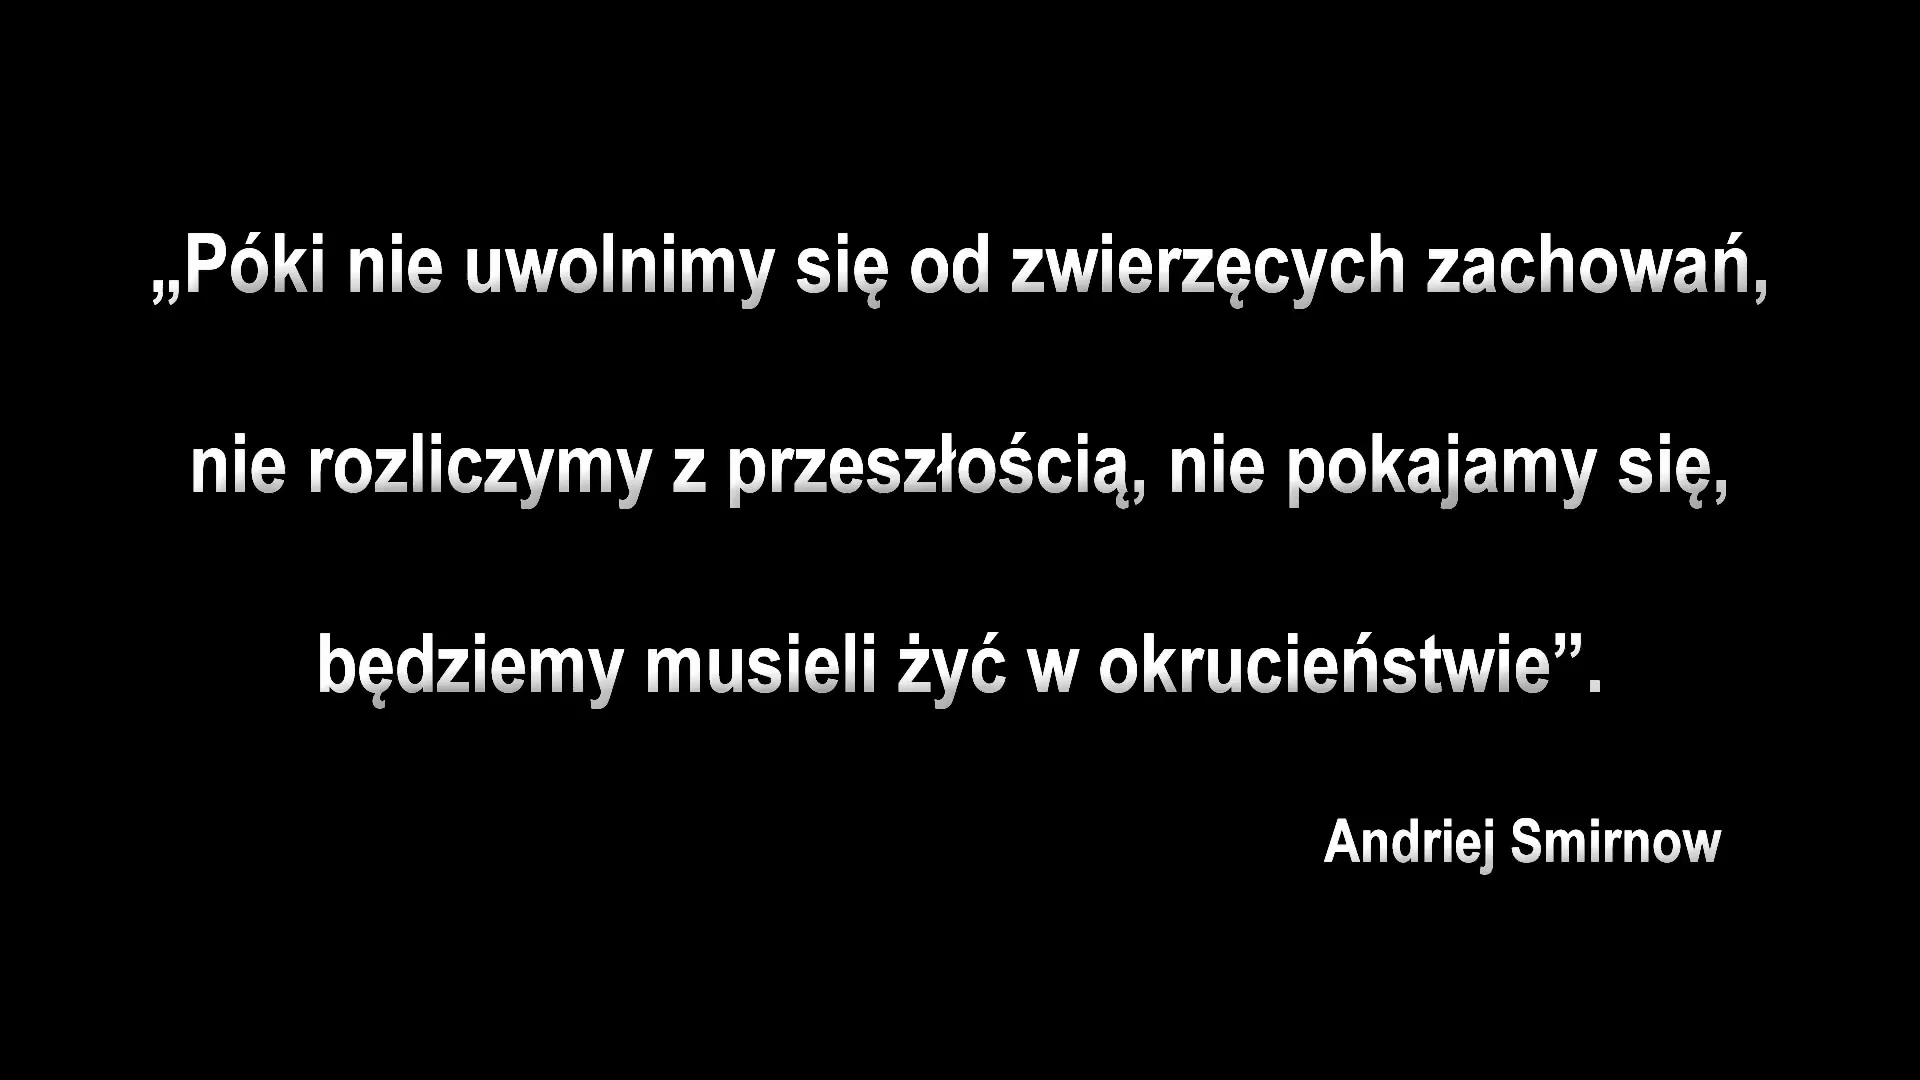 „Póki nie uwolnimy się od zwierzęcych zachowań,
nie rozliczymy z przeszłością, nie pokajamy się,
będziemy musieli żyć w okrucieństwie”.
Andriej Smirnow